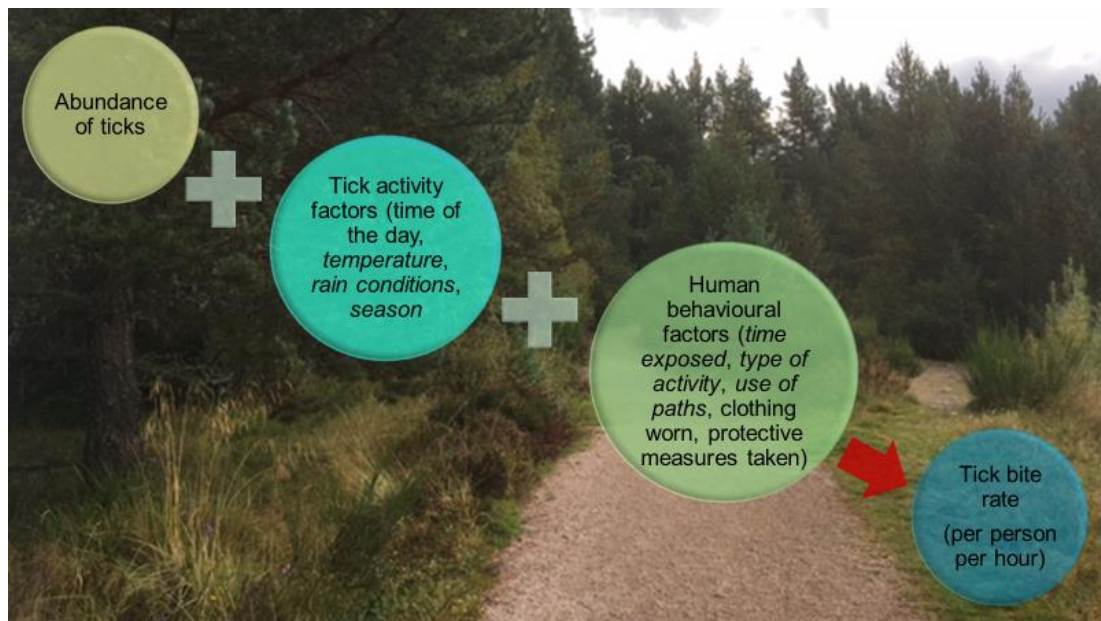 Abundance
of ticks
Tick activity
factors (time of
the day,
temperature,
rain conditions,
season
Human
behavioural
factors (time
exposed, type of
activity, use of
paths, clothing
worn, protective
measures taken)
Tick bite
rate
(per person
per hour)